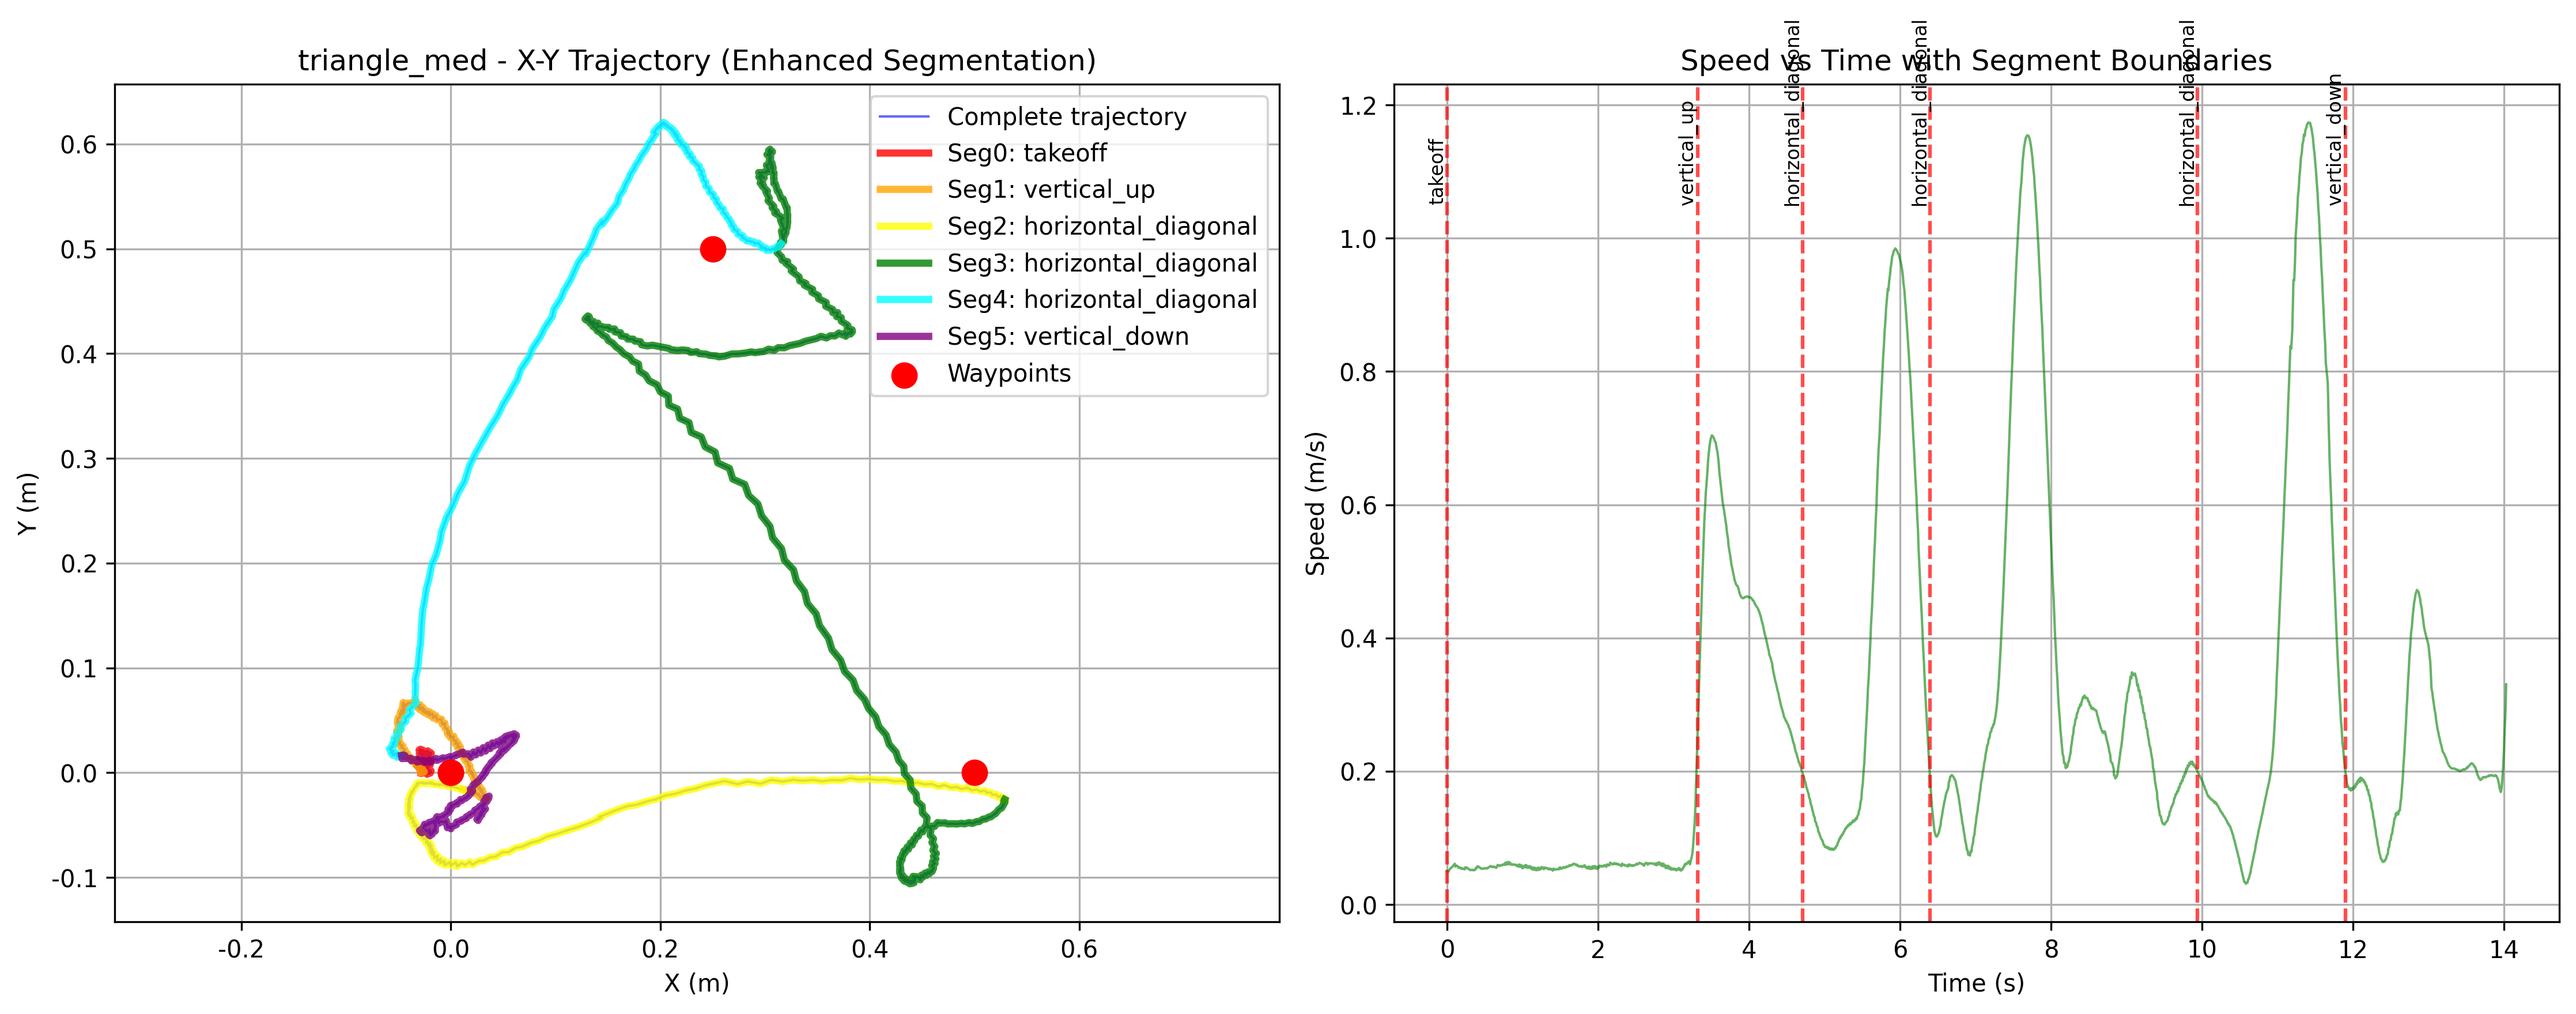 triangle_med - X-Y Trajectory (Enhanced Segmentation)
Y (m)
0.6
0.5
0.4
0.3
0.2
0.1
0.0
-0.1
-0.2
0.0
0.2
0.4
0.6
X (m)
Complete trajectory
Seg0: takeoff
Seg1: vertical_up
Seg2: horizontal_diagonal
Seg3: horizontal_diagonal
Seg4: horizontal_diagonal
Seg5: vertical_down
Waypoints
Speed vs Time with Segment Boundaries
takeoff
vertical_up
horizontal_diagonal
horizontal_diagonal
horizontal_diagonal
vertical_down
Speed (m/s)
1.2
1.0
0.8
0.6
0.4
0.2
0.0
0
2
4
6
8
10
12
14
Time (s)